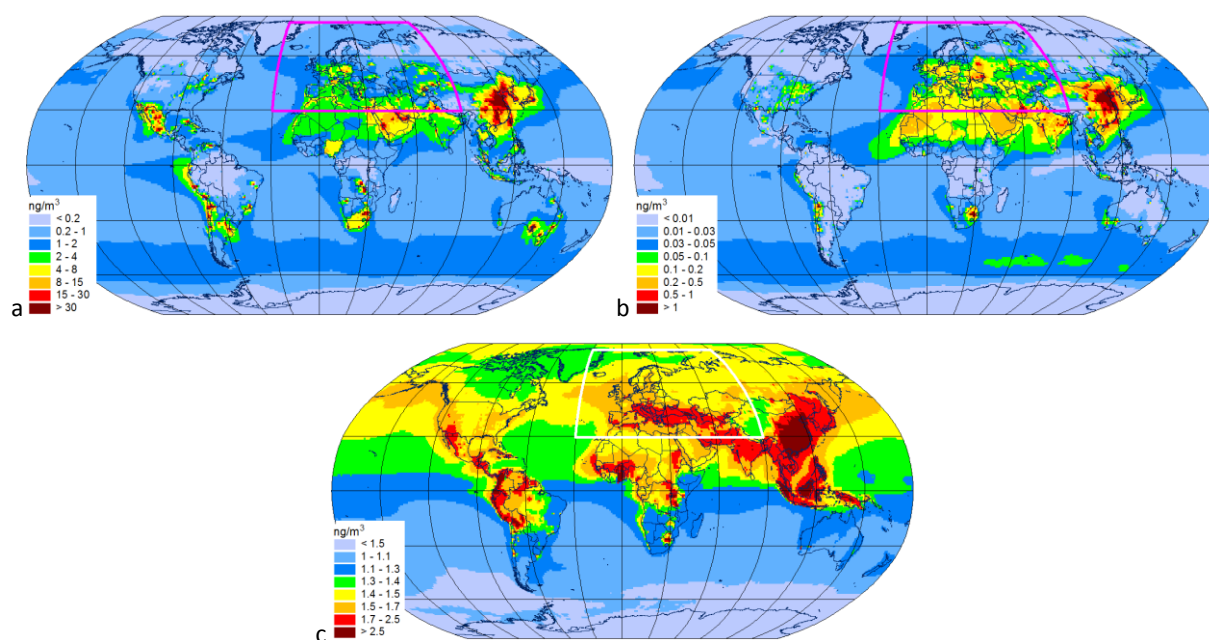 ng/m³
< 0.2
0.2 - 1
1 - 2
2 - 4
4 - 8
8 - 15
15 - 30
> 30
a
ng/m³
< 0.01
0.01 - 0.03
0.03 - 0.05
0.05 - 0.1
0.1 - 0.2
0.2 - 0.5
0.5 - 1
> 1
b
ng/m³
< 1.5
1 - 1.1
1.1 - 1.3
1.3 - 1.4
1.4 - 1.5
1.5 - 1.7
1.7 - 2.5
> 2.5
c